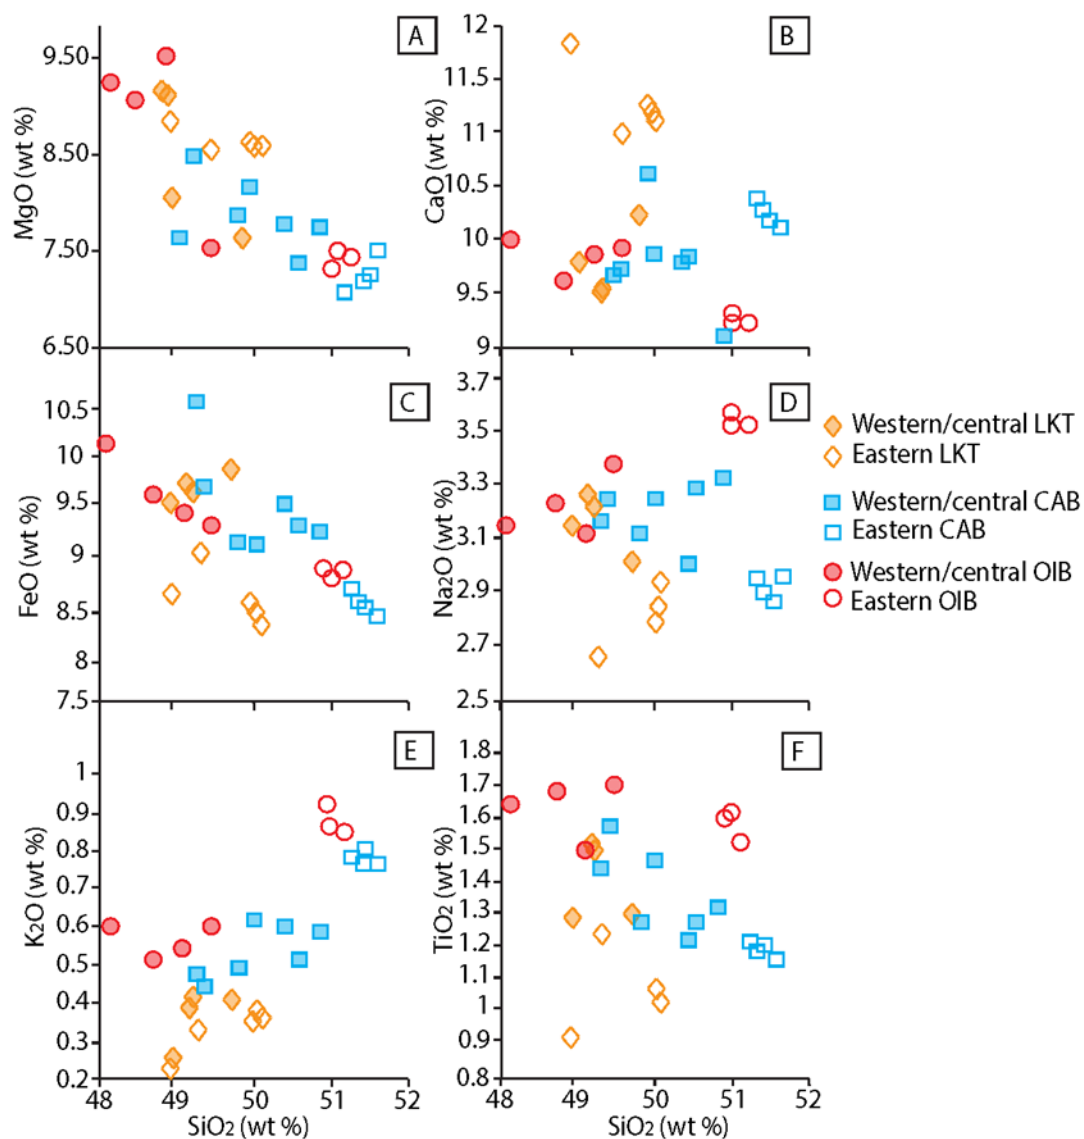 A
MgO (wt %)
9.50
8.50
7.50
6.50
B
CaO (wt %)
12
11.5
11
10.5
10
9.5
9
C
FeO (wt %)
10.5
10
9.5
9
8.5
8
7.5
D
Na2O (wt %)
3.7
3.5
3.3
3.1
2.9
2.7
2.5
Western/central LKT
Eastern LKT
Western/central CAB
Eastern CAB
Western/central OIB
Eastern OIB
E
K2O (wt %)
1
0.9
0.8
0.7
0.6
0.5
0.4
0.3
0.2
48 49 50 51 52
SiO2 (wt %)
F
TiO2 (wt %)
1.8
1.7
1.6
1.5
1.4
1.3
1.2
1.1
1
0.9
0.8
48 49 50 51 52
SiO2 (wt %)